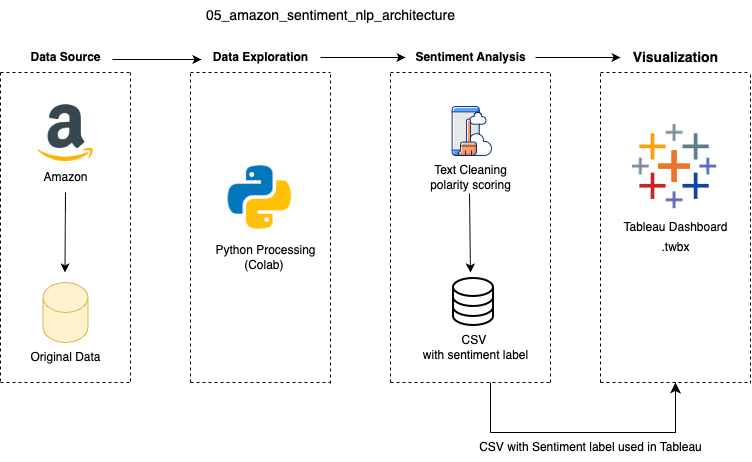 05_amazon_sentiment_nlp_architecture
Data Source
Data Exploration
Sentiment Analysis
Visualization
a
Amazon
Original Data
Python Processing
(Colab)
Text Cleaning
polarity scoring
CSV
with sentiment label
Tableau Dashboard
.twbx
CSV with Sentiment label used in Tableau